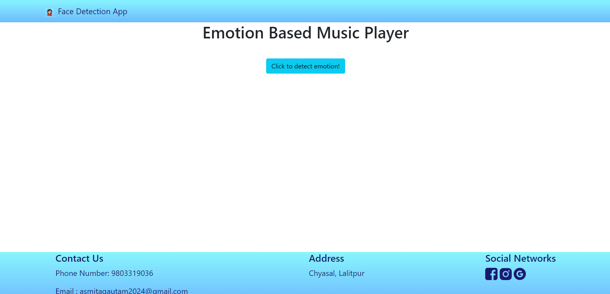 Face Detection App
Emotion Based Music Player
Click to detect emotion!
Contact Us
Phone Number: 9803319036
Email : asmitagautam2024@gmail.com
Address
Chyasal, Lalitpur
Social Networks